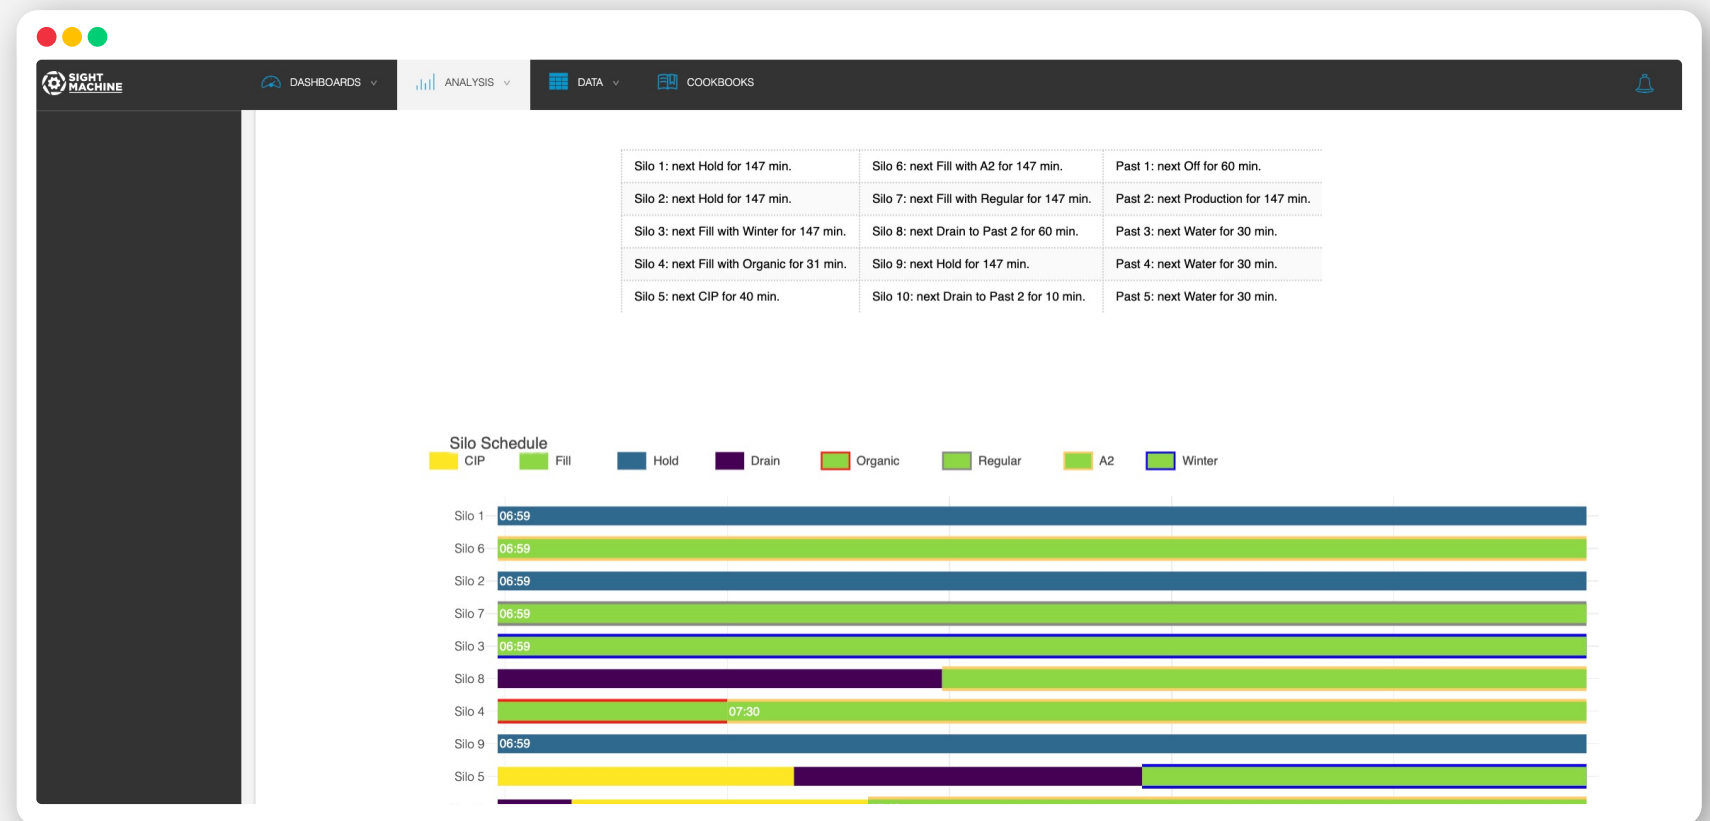 SIGHT
MACHINE
DASHBOARDS
ANALYSIS
DATA
COOKBOOKS
Silo 1: next Hold for 147 min.
Silo 6: next Fill with A2 for 147 min.
Past 1: next Off for 60 min.
Silo 2: next Hold for 147 min.
Silo 7: next Fill with Regular for 147 min.
Past 2: next Production for 147 min.
Silo 3: next Fill with Winter for 147 min.
Silo 8: next Drain to Past 2 for 60 min.
Past 3: next Water for 30 min.
Silo 4: next Fill with Organic for 31 min.
Silo 9: next Hold for 147 min.
Past 4: next Water for 30 min.
Silo 5: next CIP for 40 min.
Silo 10: next Drain to Past 2 for 10 min.
Past 5: next Water for 30 min.
Silo Schedule
CIP
Fill
Hold
Drain
Organic
Regular
A2
Winter
Silo 1
06:59
Silo 6
06:59
Silo 2
06:59
Silo 7
06:59
Silo 3
06:59
Silo 8
Silo 4
07:30
Silo 9
06:59
Silo 5